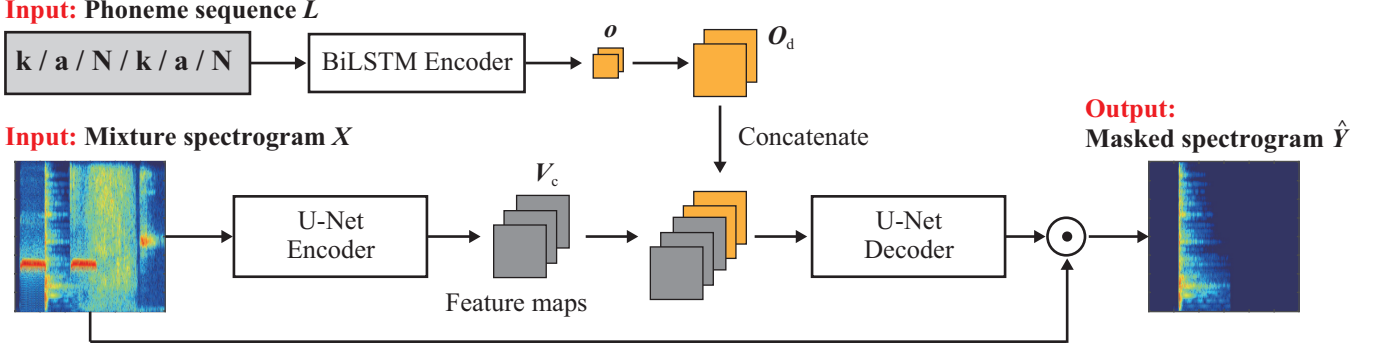 Input: Phoneme sequence L
k / a / N / k / a / N
BiLSTM Encoder
o
O_d
Concatenate
Input: Mixture spectrogram X
U-Net
Encoder
V_c
Feature maps
U-Net
Decoder
Output:
Masked spectrogram Ŷ